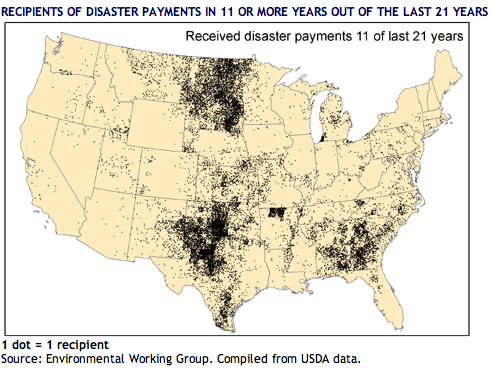 RECIPIENTS OF DISASTER PAYMENTS IN 11 OR MORE YEARS OUT OF THE LAST 21 YEARS
Received disaster payments 11 of last 21 years
1 dot = 1 recipient
Source: Environmental Working Group. Compiled from USDA data.